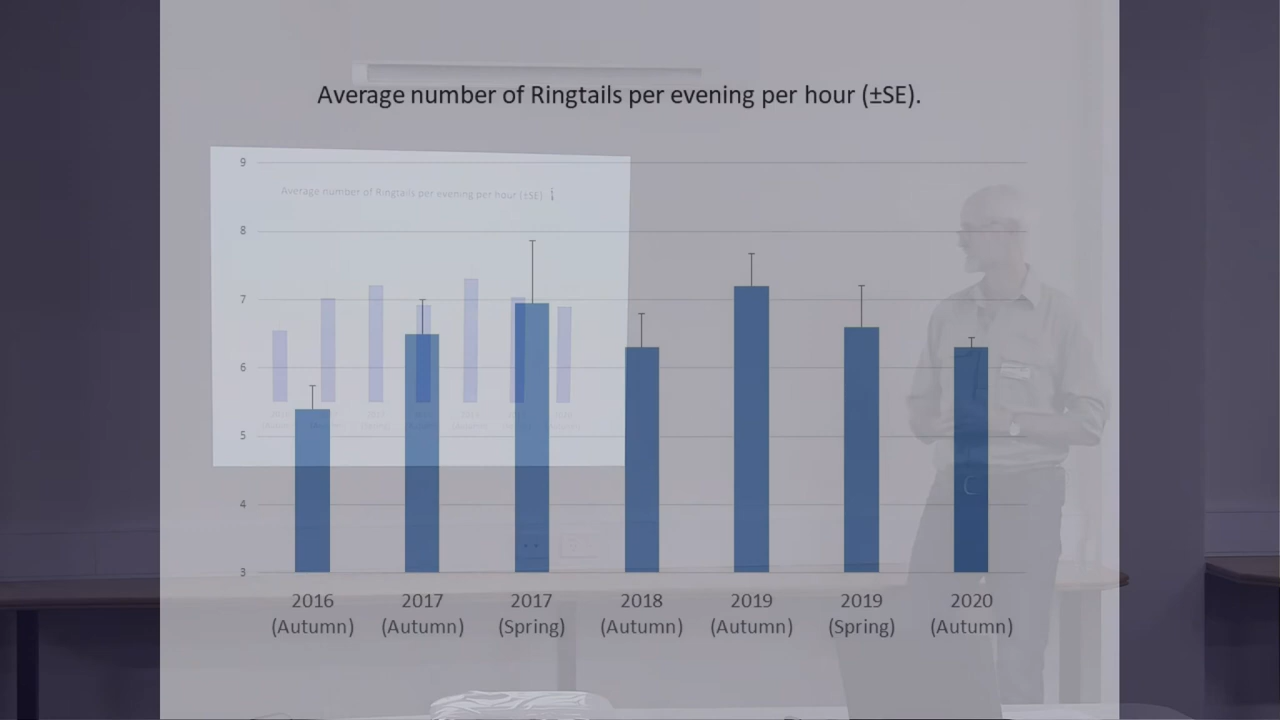 Average number of Ringtails per evening per hour (±SE).
9
Average number of Ringtails per evening per hour (±SE)
8
7
6
5
4
3
2016 2017 2017 2018 2019 2019 2020
(Autumn) (Autumn) (Spring) (Autumn) (Autumn) (Spring) (Autumn)